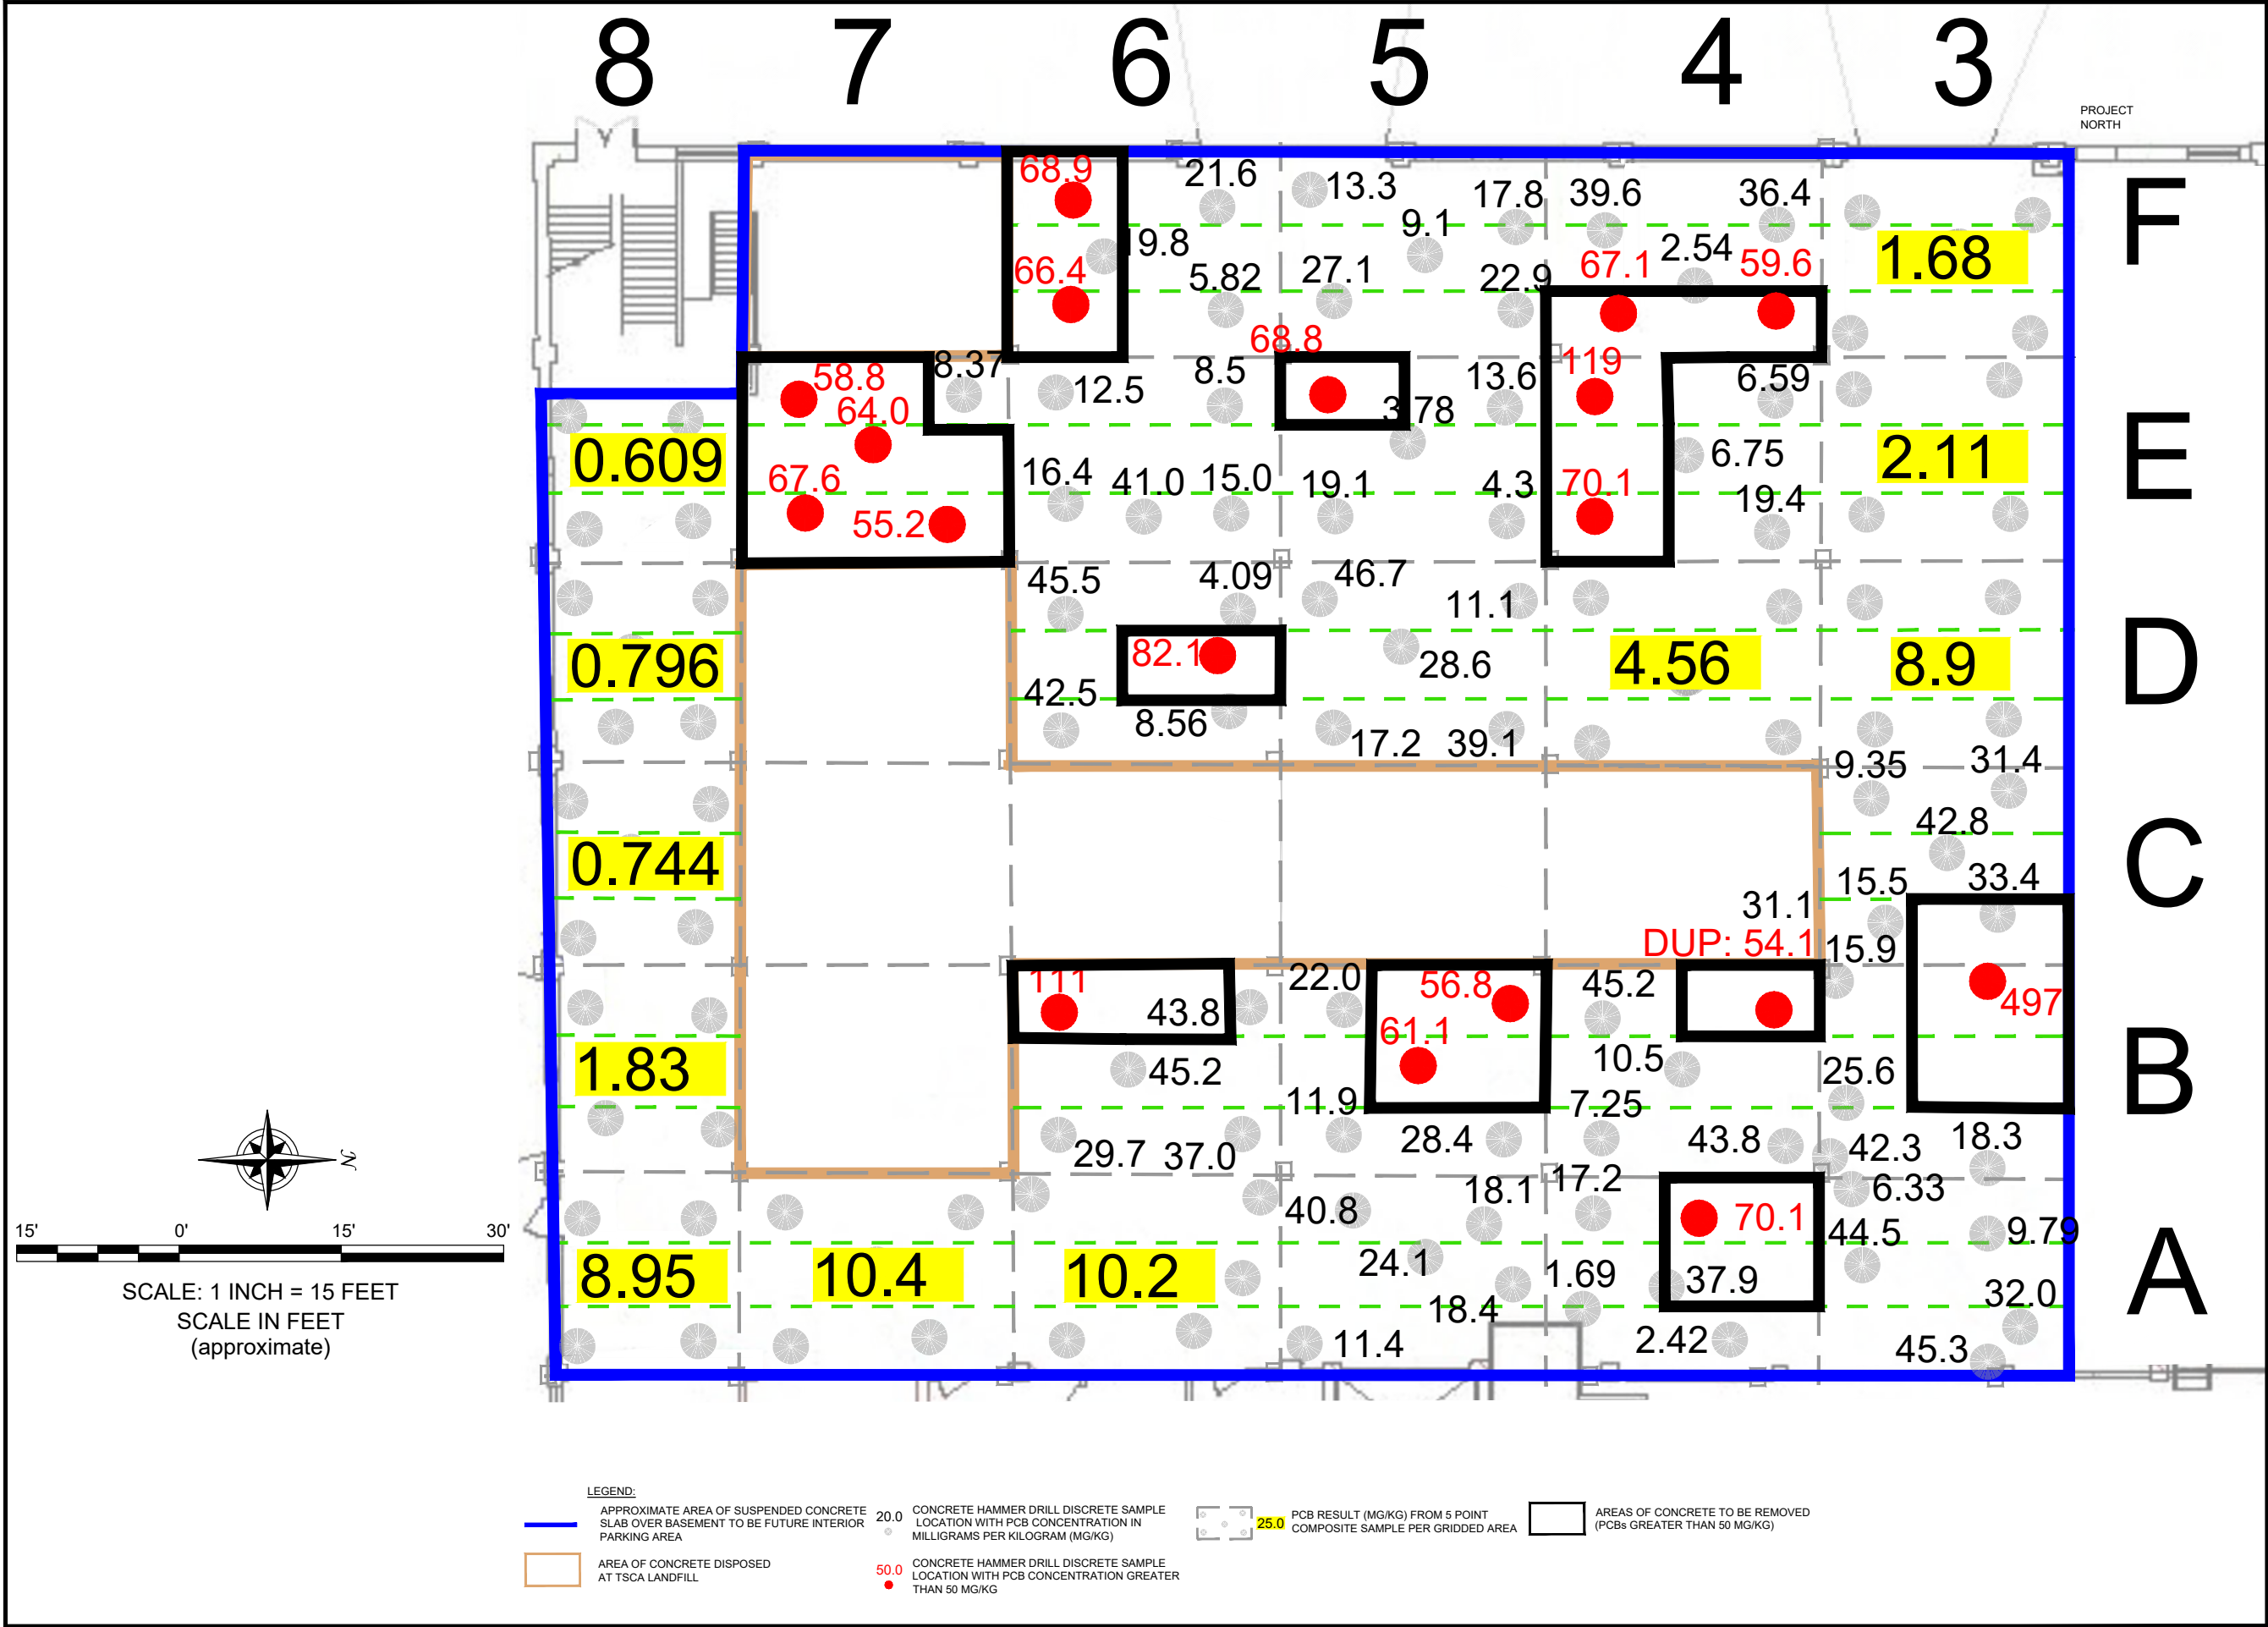 8 7 6 5 4 3
PROJECT
NORTH
68.9 21.6 13.3 17.8 39.6 36.4 F
9.1
19.8 2.54 1.68
66.4 5.82 27.1 22.9 67.1 59.6
68.8
8.37 119
58.8 12.5 8.5 13.6 6.59
64.0 3.78
0.609 6.75 2.11 E
67.6 16.4 41.0 15.0 19.1 4.3 70.1 19.4
55.2
45.5 4.09 46.7
11.1
0.796 82.1 28.6 4.56 8.9 D
42.5
8.56 17.2 39.1
9.35 31.4
42.8
0.744 C
15.5 33.4
31.1
DUP: 54.1 15.9
111 22.0 56.8 45.2
43.8 497
61.1
1.83 45.2 10.5 25.6 B
11.9 7.25
29.7 37.0 28.4 43.8 42.3 18.3
17.2 6.33
40.8 18.1 70.1
44.5 9.79
24.1
8.95 10.4 10.2 1.69 37.9 A
18.4 32.0
11.4 2.42 45.3
N
15' 0' 15' 30'
SCALE: 1 INCH = 15 FEET
SCALE IN FEET
(approximate)
LEGEND:
APPROXIMATE AREA OF SUSPENDED CONCRETE
SLAB OVER BASEMENT TO BE FUTURE INTERIOR
PARKING AREA
AREA OF CONCRETE DISPOSED
AT TSCA LANDFILL
20.0 CONCRETE HAMMER DRILL DISCRETE SAMPLE
LOCATION WITH PCB CONCENTRATION IN
MILLIGRAMS PER KILOGRAM (MG/KG)
50.0 CONCRETE HAMMER DRILL DISCRETE SAMPLE
LOCATION WITH PCB CONCENTRATION GREATER
THAN 50 MG/KG
25.0 PCB RESULT (MG/KG) FROM 5 POINT
COMPOSITE SAMPLE PER GRIDDED AREA
AREAS OF CONCRETE TO BE REMOVED
(PCBs GREATER THAN 50 MG/KG)